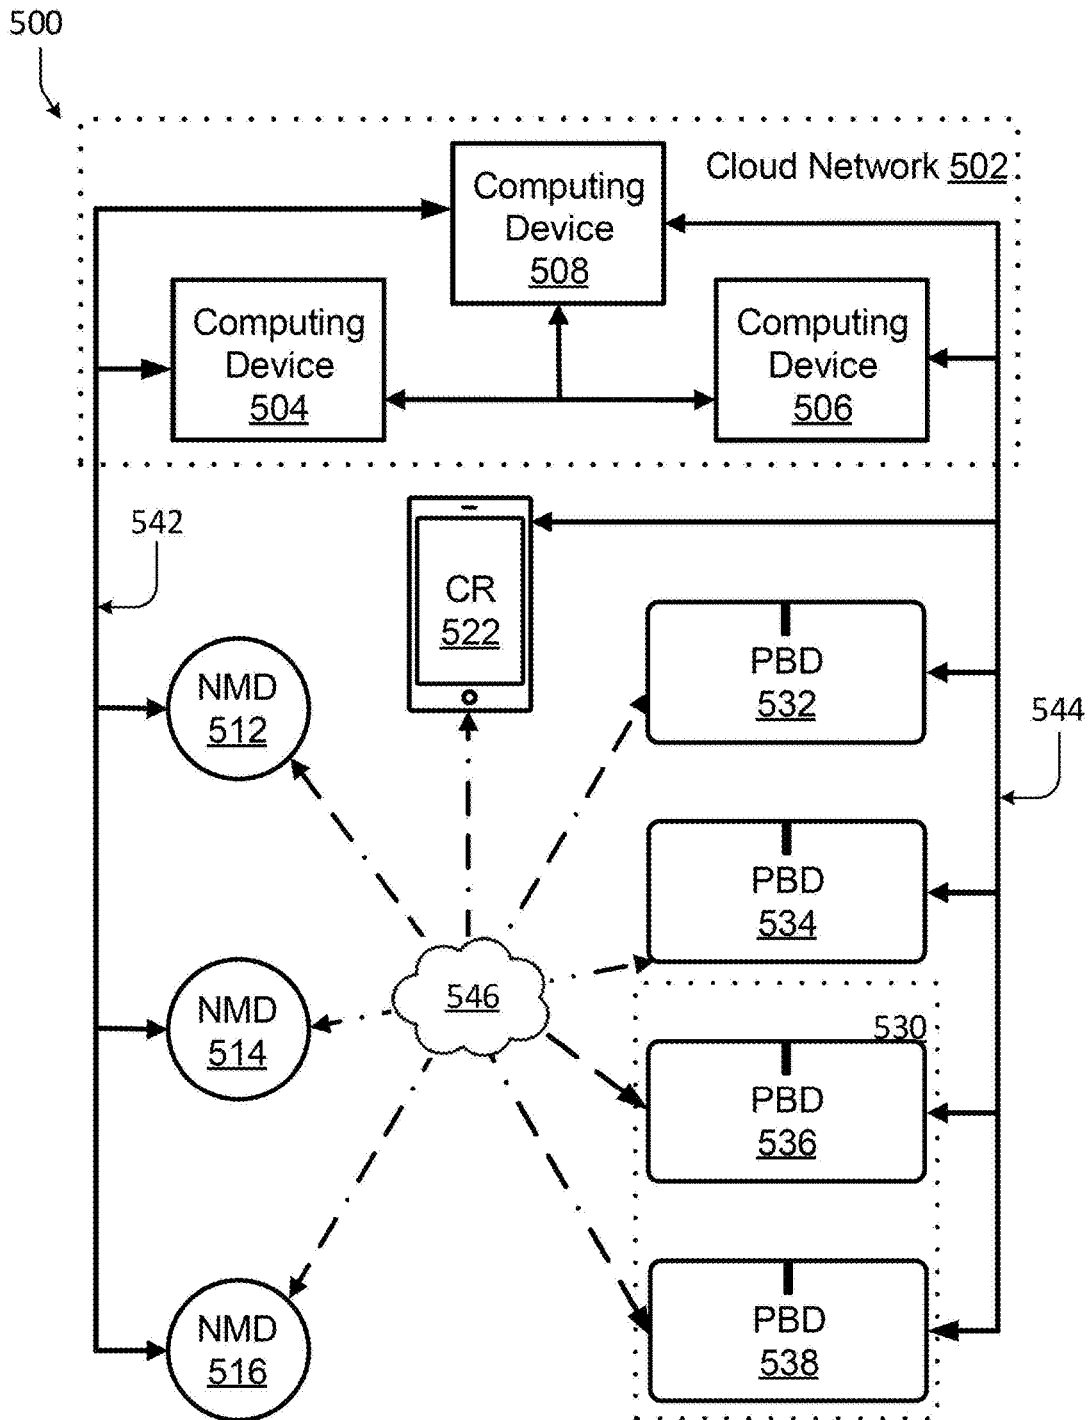 500
Cloud Network 502
Computing
Device
508
Computing
Device
504
Computing
Device
506
542
CR
522
NMD
512
PBD
532
544
PBD
534
546
NMD
514
530
PBD
536
NMD
516
PBD
538